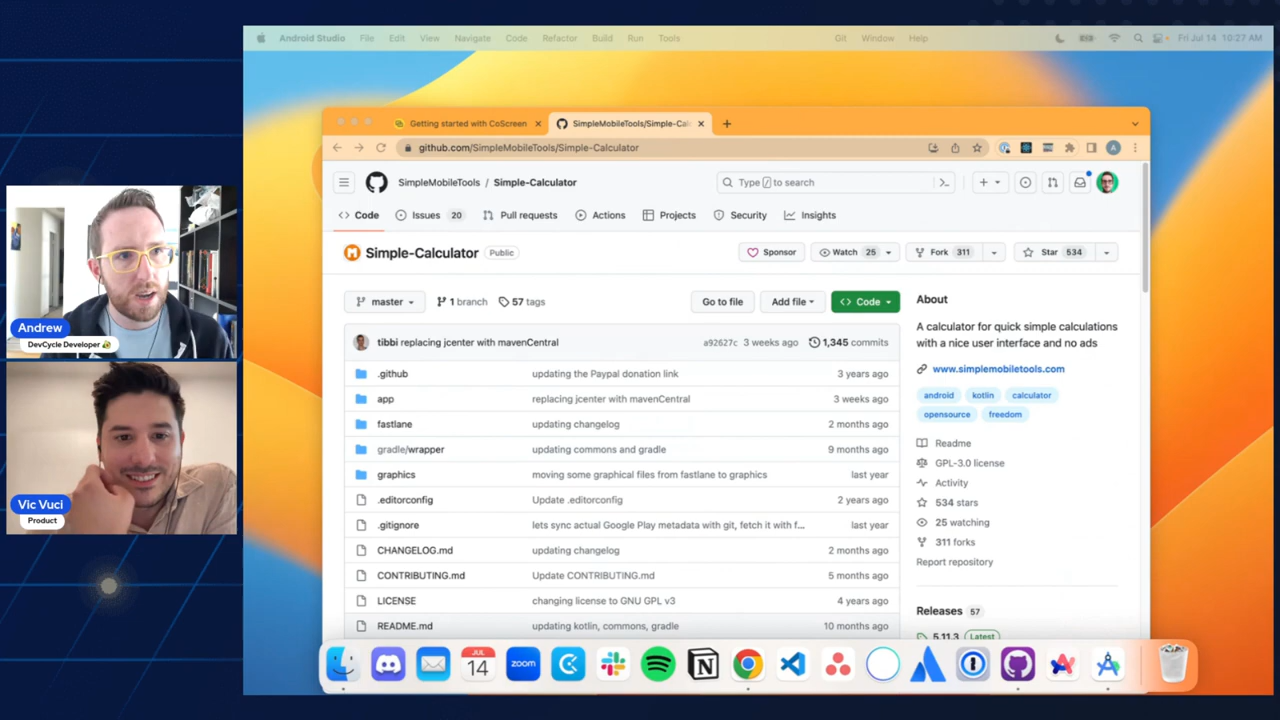 Android Studio File Edit View Navigate Code Refactor Build Run Tools Git Window Help Fri Jul 14 10:27 AM
Getting started with CoScreen
SimpleMobileTools/Simple-Cal
github.com/SimpleMobileTools/Simple-Calculator
SimpleMobileTools / Simple-Calculator
Type / to search
Code Issues 20 Pull requests Actions Projects Security Insights
Simple-Calculator Public
Sponsor Watch 25 Fork 311 Star 534
master 1 branch 57 tags Go to file Add file Code
tibbi replacing jcenter with mavenCentral a92627c 3 weeks ago 1,345 commits
.github updating the Paypal donation link 3 years ago
app replacing jcenter with mavenCentral 3 weeks ago
fastlane updating changelog 2 months ago
gradle/wrapper updating commons and gradle 9 months ago
graphics moving some graphical files from fastlane to graphics last year
.editorconfig Update .editorconfig 2 years ago
.gitignore lets sync actual Google Play metadata with git, fetch it with f... last year
CHANGELOG.md updating changelog 2 months ago
CONTRIBUTING.md Update CONTRIBUTING.md 5 months ago
LICENSE changing license to GNU GPL v3 4 years ago
README.md updating kotlin, commons, gradle 10 months ago
About
A calculator for quick simple calculations
with a nice user interface and no ads
www.simplemobiletools.com
android kotlin calculator
opensource freedom
Readme
GPL-3.0 license
Activity
534 stars
25 watching
311 forks
Report repository
Releases 57
5.11.3 Latest
Andrew
DevCycle Developer
Vic Vuci
Product
JUL
14
zoom